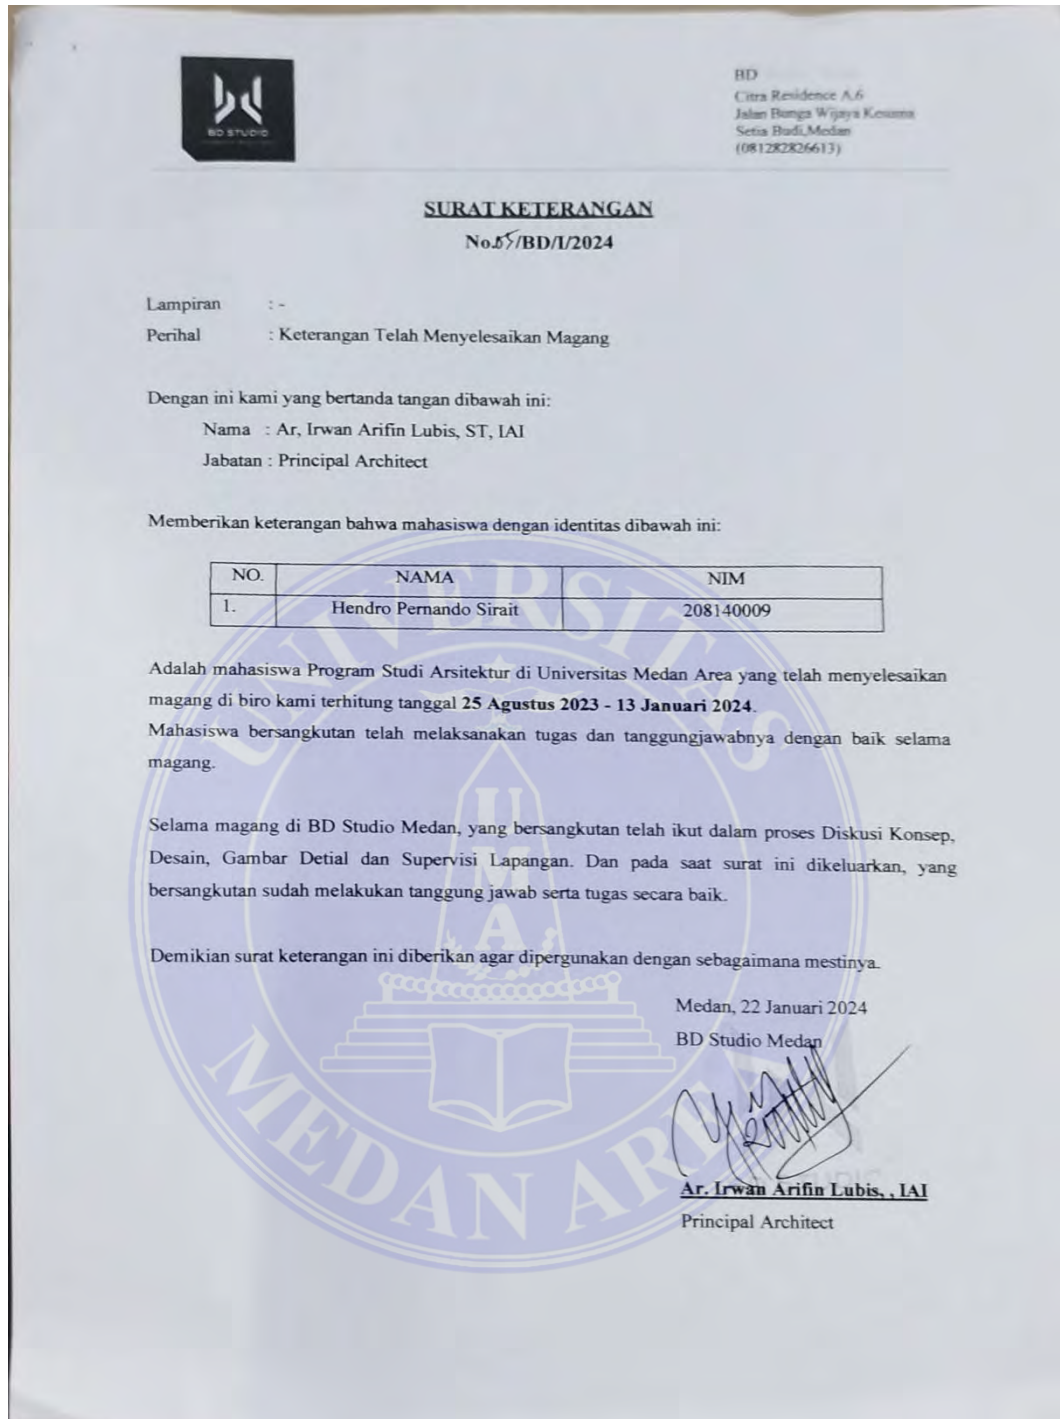 BD STUDIO
BD
Citra Residence A.6
Jalan Bunga Wijaya Kesuma
Setia Budi,Medan
(081282826613)
SURAT KETERANGAN
No.05/BD/I/2024
Lampiran : -
Perihal : Keterangan Telah Menyelesaikan Magang
Dengan ini kami yang bertanda tangan dibawah ini:
Nama : Ar, Irwan Arifin Lubis, ST, IAI
Jabatan : Principal Architect
Memberikan keterangan bahwa mahasiswa dengan identitas dibawah ini:
NO. NAMA NIM
1. Hendro Pernando Sirait 208140009
Adalah mahasiswa Program Studi Arsitektur di Universitas Medan Area yang telah menyelesaikan
magang di biro kami terhitung tanggal 25 Agustus 2023 - 13 Januari 2024.
Mahasiswa bersangkutan telah melaksanakan tugas dan tanggungjawabnya dengan baik selama
magang.
Selama magang di BD Studio Medan, yang bersangkutan telah ikut dalam proses Diskusi Konsep,
Desain, Gambar Detial dan Supervisi Lapangan. Dan pada saat surat ini dikeluarkan, yang
bersangkutan sudah melakukan tanggung jawab serta tugas secara baik.
Demikian surat keterangan ini diberikan agar dipergunakan dengan sebagaimana mestinya.
Medan, 22 Januari 2024
BD Studio Medan
Ar. Irwan Arifin Lubis, , IAI
Principal Architect
UNIVERSITAS
UMA
MEDAN AREA